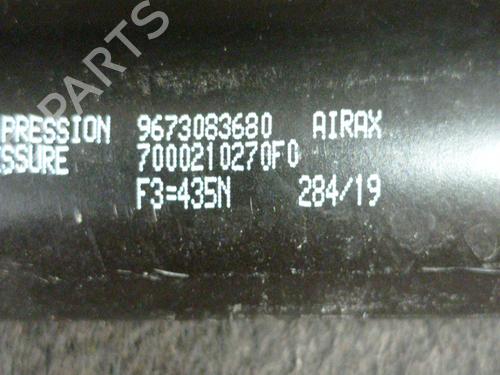 PARTS
PRESSION 9673083680 AIRAX
SSURE 7000210270F0
F3=435N 284/19